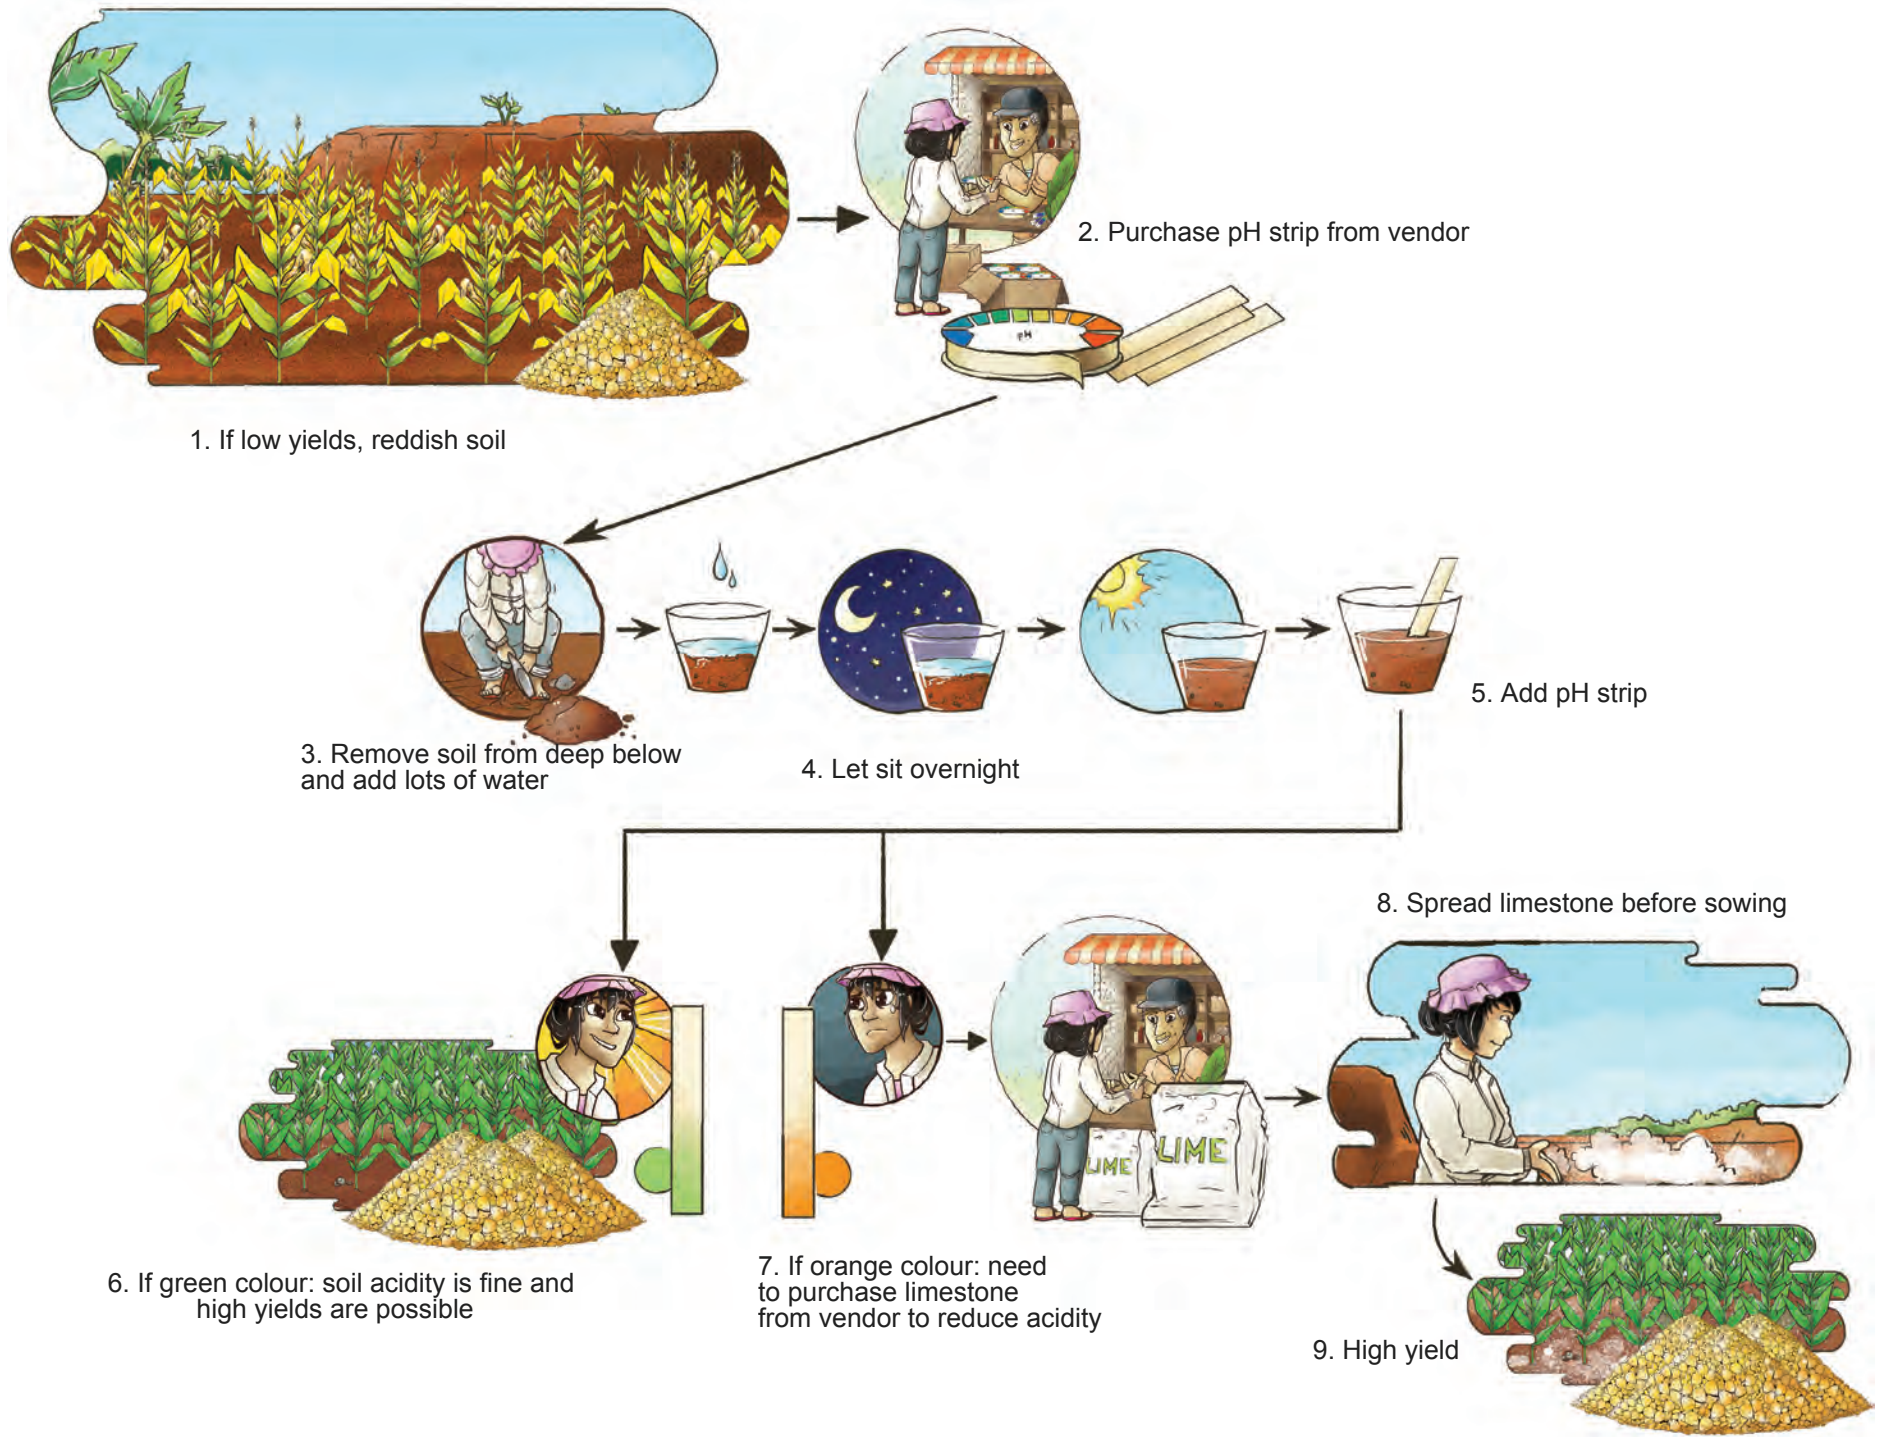 1. If low yields, reddish soil
2. Purchase pH strip from vendor
pH
3. Remove soil from deep below
and add lots of water
4. Let sit overnight
5. Add pH strip
6. If green colour: soil acidity is fine and
high yields are possible
7. If orange colour: need
to purchase limestone
from vendor to reduce acidity
LIME
LIME
8. Spread limestone before sowing
9. High yield